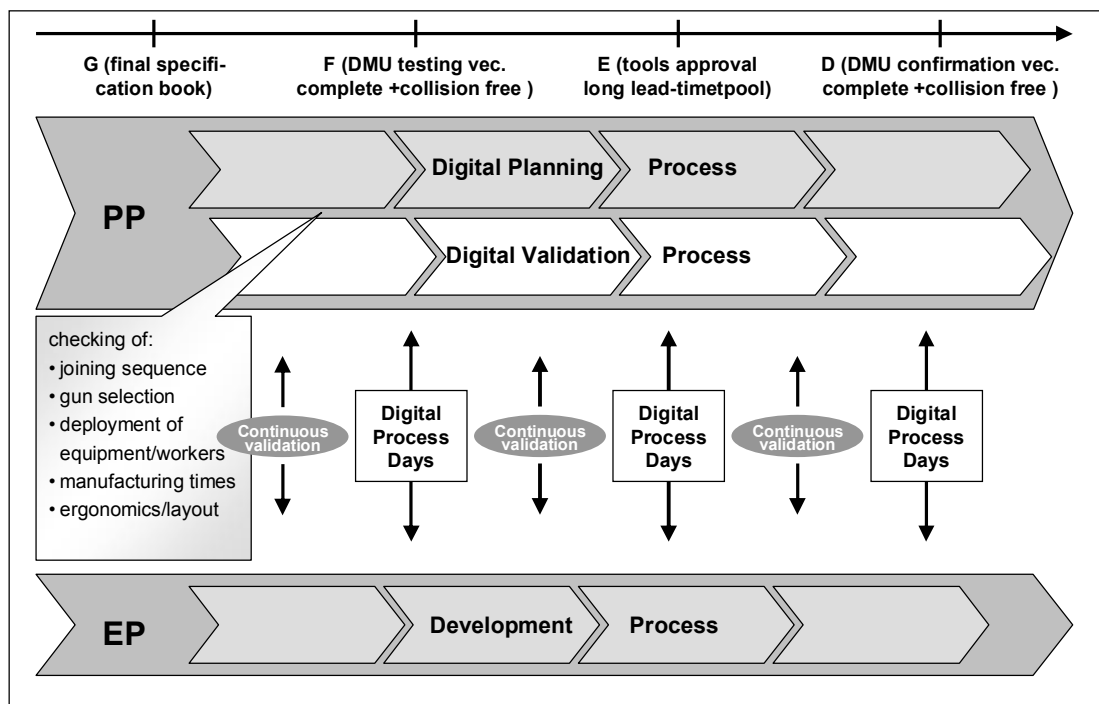 G (final specifi-
cation book)
F (DMU testing vec.
complete +collision free )
E (tools approval
long lead-timetpool)
D (DMU confirmation vec.
complete +collision free )
PP
Digital Planning Process
Digital Validation Process
checking of:
• joining sequence
• gun selection
• deployment of
equipment/workers
• manufacturing times
• ergonomics/layout
Continuous
validation
Digital
Process
Days
Continuous
validation
Digital
Process
Days
Continuous
validation
Digital
Process
Days
EP
Development Process